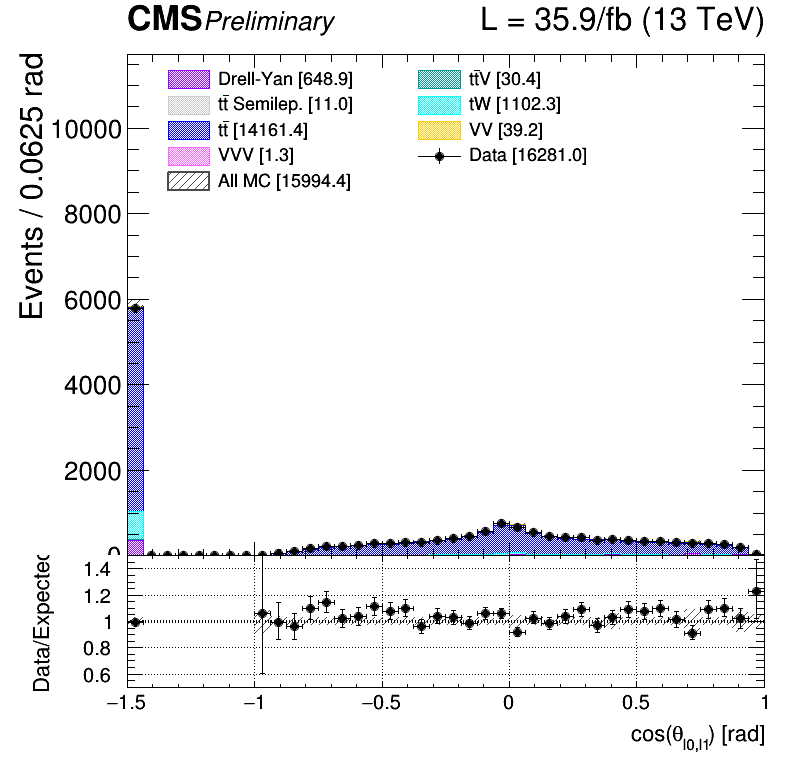 CMS Preliminary L = 35.9/fb (13 TeV)
Events / 0.0625 rad
Drell-Yan [648.9]
tt̄ Semilep. [11.0]
tt̄ [14161.4]
VVV [1.3]
All MC [15994.4]
tt̄V [30.4]
tW [1102.3]
VV [39.2]
Data [16281.0]
10000
8000
6000
4000
2000
0
Data/Expected
1.4
1.2
1
0.8
0.6
−1.5 −1 −0.5 0 0.5 1
cos(θl0,l1) [rad]